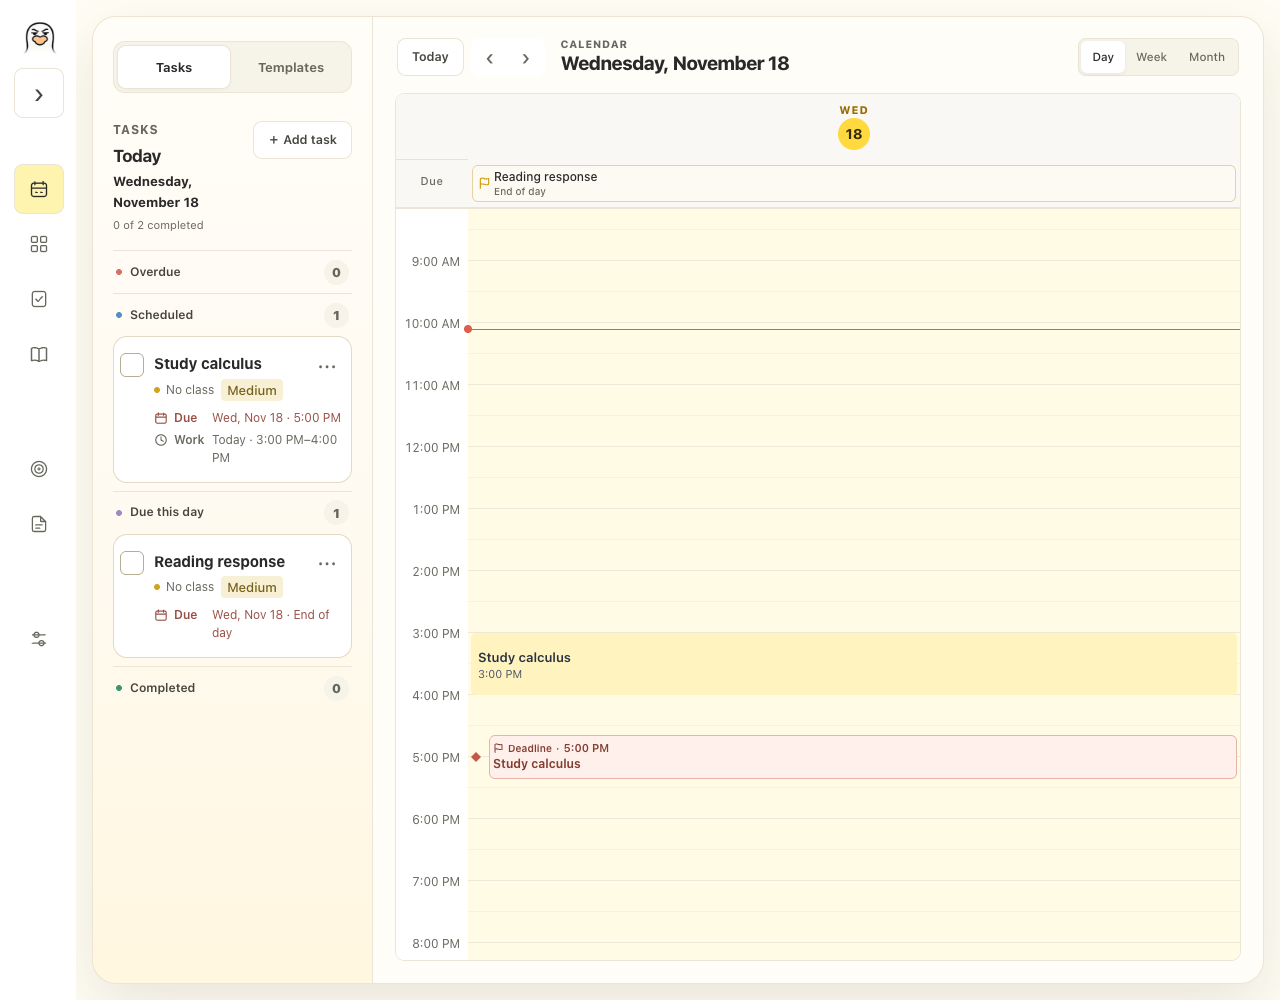 Tasks
Templates
TASKS
+ Add task
Today
Wednesday,
November 18
0 of 2 completed
Overdue
0
Scheduled
1
Study calculus
No class
Medium
Due
Wed, Nov 18 · 5:00 PM
Work
Today · 3:00 PM–4:00
PM
Due this day
1
Reading response
No class
Medium
Due
Wed, Nov 18 · End of
day
Completed
0
Today
CALENDAR
Wednesday, November 18
Day
Week
Month
WED
18
Due
Reading response
End of day
9:00 AM
10:00 AM
11:00 AM
12:00 PM
1:00 PM
2:00 PM
3:00 PM
Study calculus
3:00 PM
4:00 PM
Deadline · 5:00 PM
5:00 PM
Study calculus
6:00 PM
7:00 PM
8:00 PM